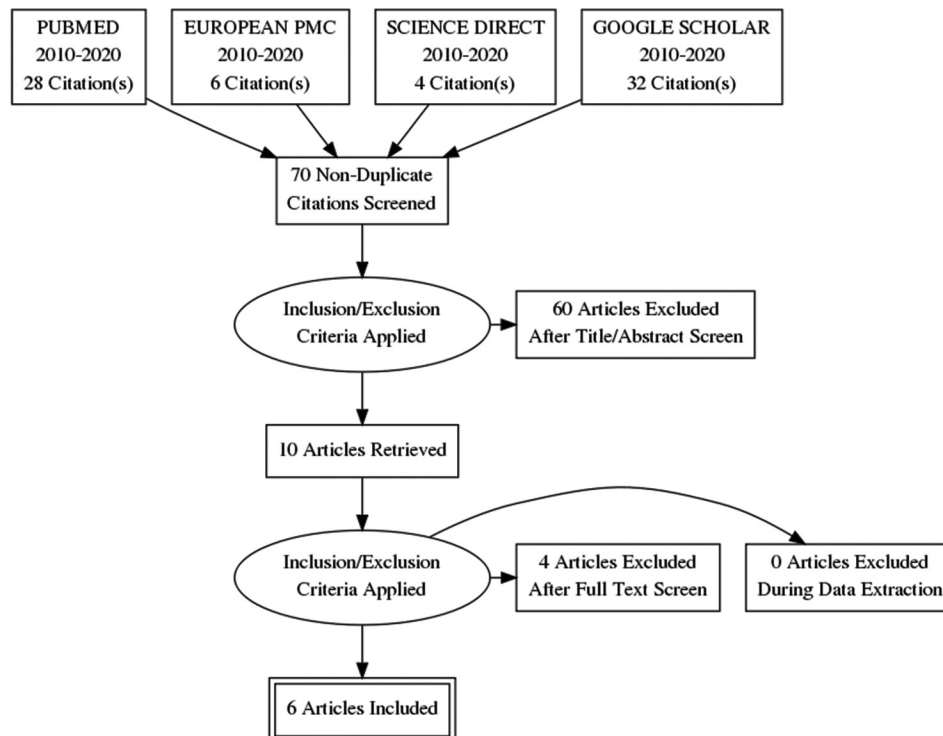 PUBMED
2010-2020
28 Citation(s)
EUROPEAN PMC
2010-2020
6 Citation(s)
SCIENCE DIRECT
2010-2020
4 Citation(s)
GOOGLE SCHOLAR
2010-2020
32 Citation(s)
70 Non-Duplicate
Citations Screened
Inclusion/Exclusion
Criteria Applied
60 Articles Excluded
After Title/Abstract Screen
10 Articles Retrieved
Inclusion/Exclusion
Criteria Applied
4 Articles Excluded
After Full Text Screen
0 Articles Excluded
During Data Extraction
6 Articles Included